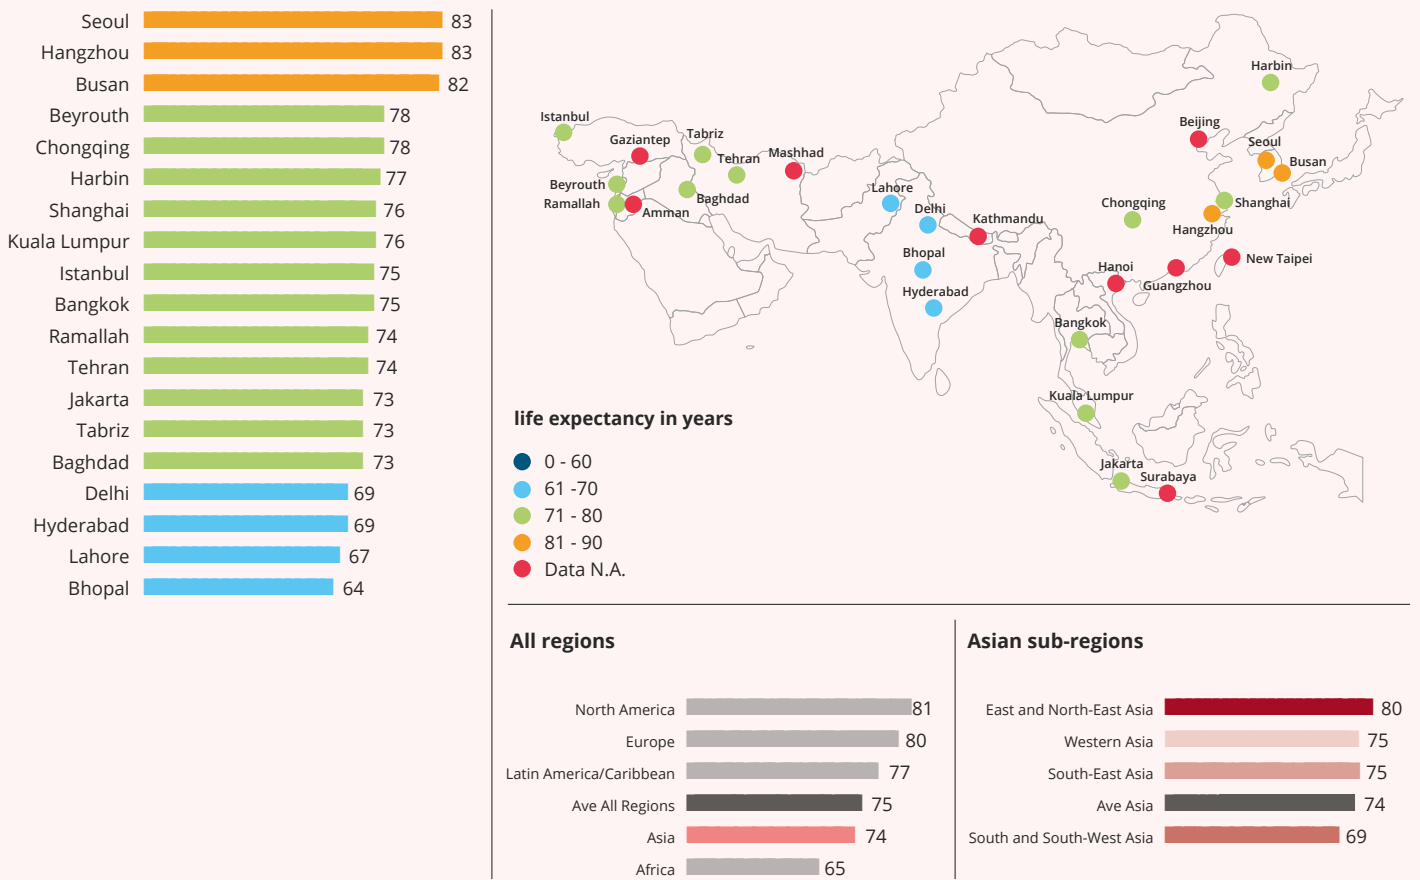 Seoul 83
Hangzhou 83
Busan 82
Beyrouth 78
Chongqing 78
Harbin 77
Shanghai 76
Kuala Lumpur 76
Istanbul 75
Bangkok 75
Ramallah 74
Tehran 74
Jakarta 73
Tabriz 73
Baghdad 73
Delhi 69
Hyderabad 69
Lahore 67
Bhopal 64
Harbin
Istanbul
Gaziantep
Tabriz
Beijing
Seoul
Mashhad
Tehran
Busan
Beyrouth
Lahore
Baghdad
Ramallah
Amman
Delhi
Chongqing
Shanghai
Kathmandu
Hangzhou
Bhopal
New Taipei
Hanoi
Guangzhou
Hyderabad
Bangkok
Kuala Lumpur
Jakarta
Surabaya
life expectancy in years
0 - 60
61 -70
71 - 80
81 - 90
Data N.A.
All regions
North America 81
Europe 80
Latin America/Caribbean 77
Ave All Regions 75
Asia 74
Africa 65
Asian sub-regions
East and North-East Asia 80
Western Asia 75
South-East Asia 75
Ave Asia 74
South and South-West Asia 69